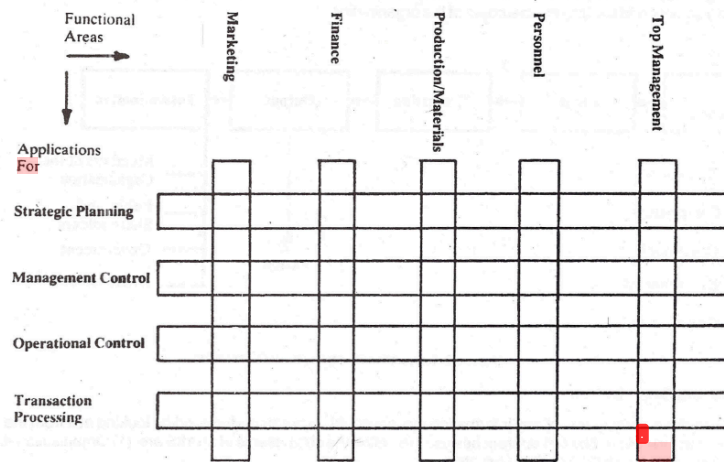 Functional
Areas
Marketing
Finance
Production/Materials
Personnel
Top Management
Applications
For
Strategic Planning
Management Control
Operational Control
Transaction
Processing